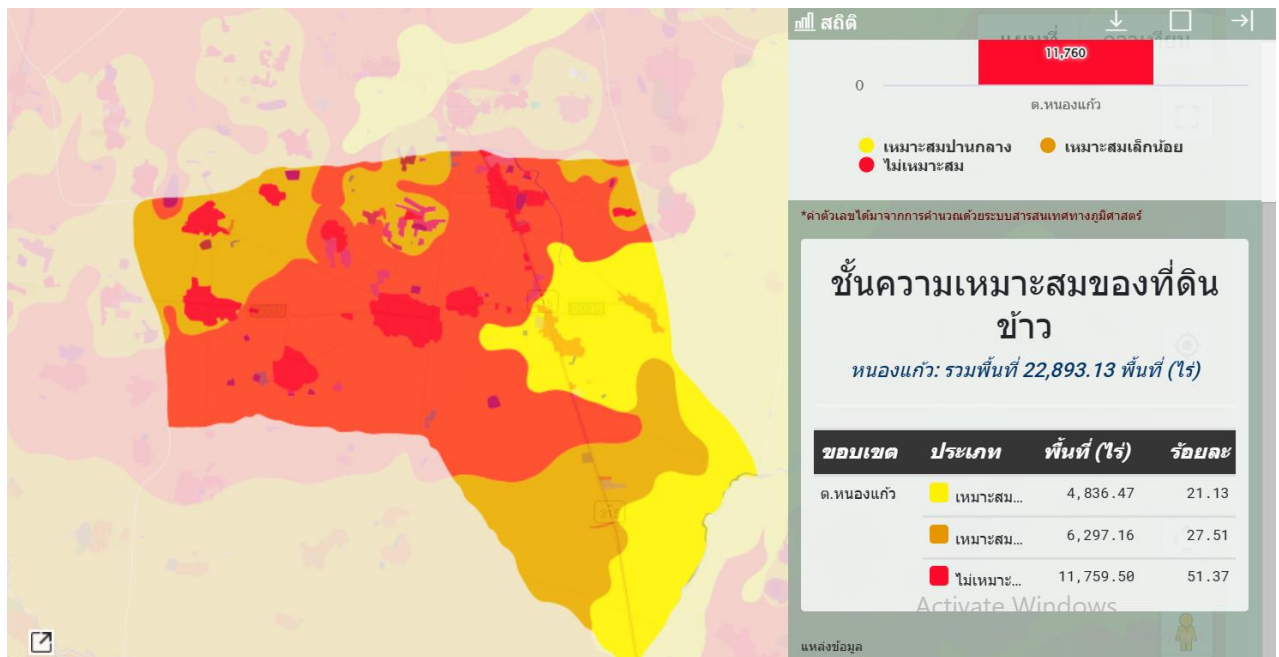 สถิติ
แผนที่
11,760
0
ต.หนองแก้ว
เหมาะสมปานกลาง เหมาะสมเล็กน้อย
ไม่เหมาะสม
*ค่าตัวเลขได้มาจากการคำนวณด้วยระบบสารสนเทศทางภูมิศาสตร์
ชั้นความเหมาะสมของที่ดิน
ข้าว
หนองแก้ว: รวมพื้นที่ 22,893.13 พื้นที่ (ไร่)
ขอบเขต ประเภท พื้นที่ (ไร่) ร้อยละ
ต.หนองแก้ว เหมาะสม... 4,836.47 21.13
เหมาะสม... 6,297.16 27.51
ไม่เหมาะ... 11,759.50 51.37
Activate Windows
แหล่งข้อมูล